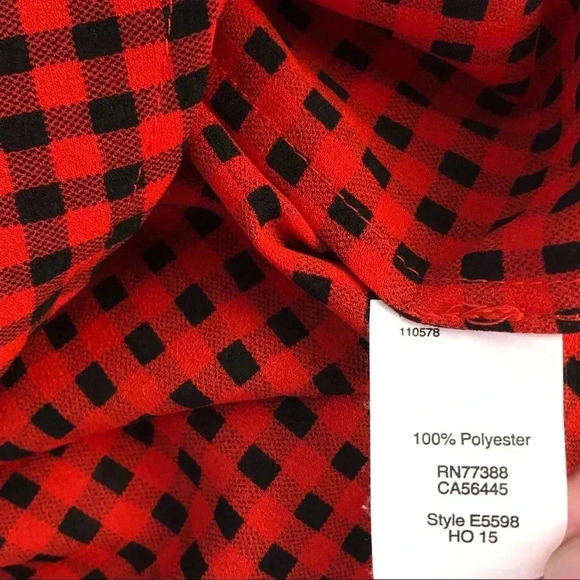 110578
100% Polyester
RN77388
CA56445
Style E5598
HO 15